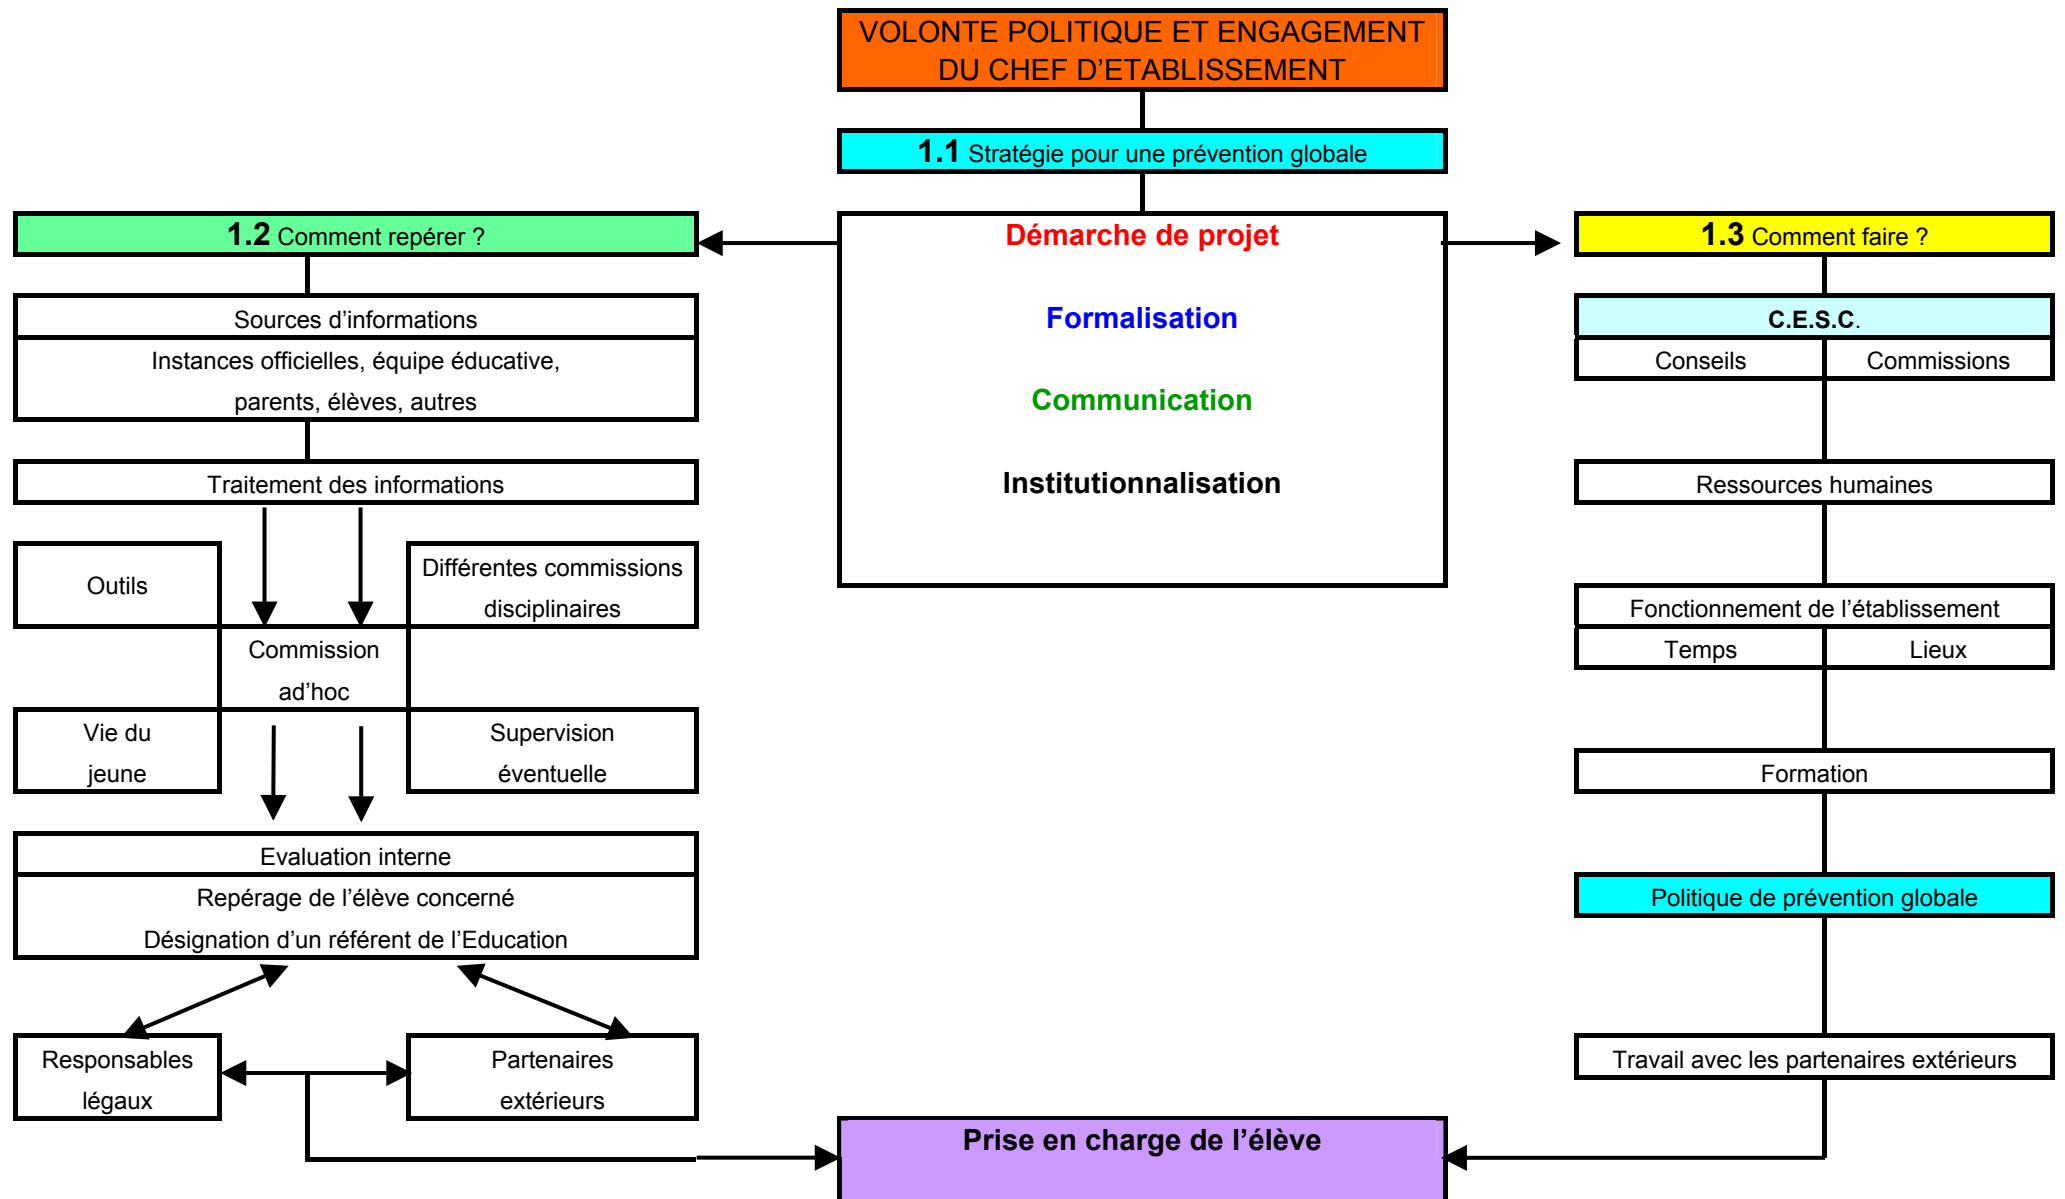 VOLONTE POLITIQUE ET ENGAGEMENT
DU CHEF D’ETABLISSEMENT
1.1 Stratégie pour une prévention globale
1.2 Comment repérer ?
Sources d’informations
Instances officielles, équipe éducative,
parents, élèves, autres
Traitement des informations
Outils
Différentes commissions
disciplinaires
Commission
ad’hoc
Vie du
jeune
Supervision
éventuelle
Evaluation interne
Repérage de l’élève concerné
Désignation d’un référent de l’Education
Responsables
légaux
Partenaires
extérieurs
Démarche de projet
Formalisation
Communication
Institutionnalisation
1.3 Comment faire ?
C.E.S.C.
Conseils
Commissions
Ressources humaines
Fonctionnement de l’établissement
Temps
Lieux
Formation
Politique de prévention globale
Travail avec les partenaires extérieurs
Prise en charge de l’élève